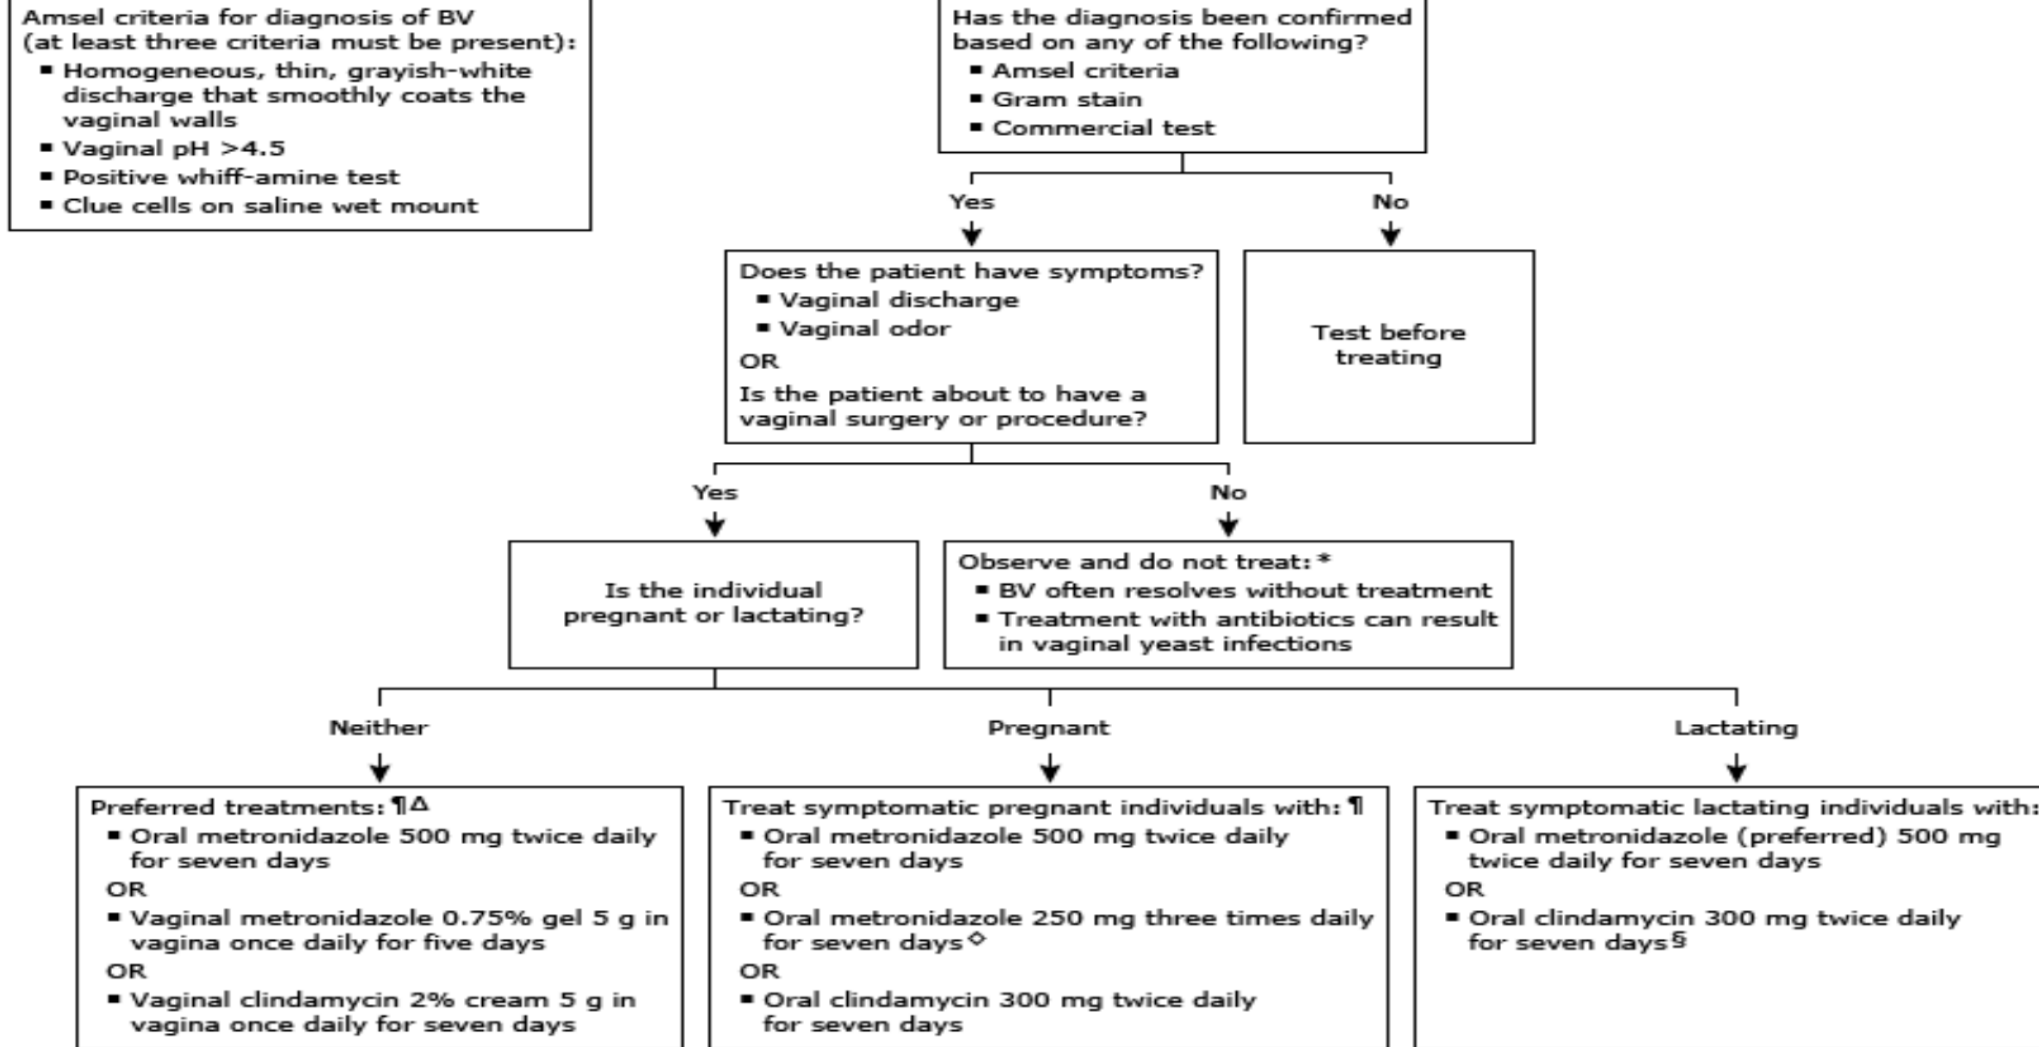 Amsel criteria for diagnosis of BV
(at least three criteria must be present):
▪ Homogeneous, thin, grayish-white
discharge that smoothly coats the
vaginal walls
▪ Vaginal pH >4.5
▪ Positive whiff-amine test
▪ Clue cells on saline wet mount
Has the diagnosis been confirmed
based on any of the following?
▪ Amsel criteria
▪ Gram stain
▪ Commercial test
Yes
No
Does the patient have symptoms?
▪ Vaginal discharge
▪ Vaginal odor
OR
Is the patient about to have a
vaginal surgery or procedure?
Test before
treating
Yes
No
Is the individual
pregnant or lactating?
Observe and do not treat:*
▪ BV often resolves without treatment
▪ Treatment with antibiotics can result
in vaginal yeast infections
Neither
Pregnant
Lactating
Preferred treatments:¶Δ
▪ Oral metronidazole 500 mg twice daily
for seven days
OR
▪ Vaginal metronidazole 0.75% gel 5 g in
vagina once daily for five days
OR
▪ Vaginal clindamycin 2% cream 5 g in
vagina once daily for seven days
Treat symptomatic pregnant individuals with:¶
▪ Oral metronidazole 500 mg twice daily
for seven days
OR
▪ Oral metronidazole 250 mg three times daily
for seven days◇
OR
▪ Oral clindamycin 300 mg twice daily
for seven days
Treat symptomatic lactating individuals with:
▪ Oral metronidazole (preferred) 500 mg
twice daily for seven days
OR
▪ Oral clindamycin 300 mg twice daily
for seven days§